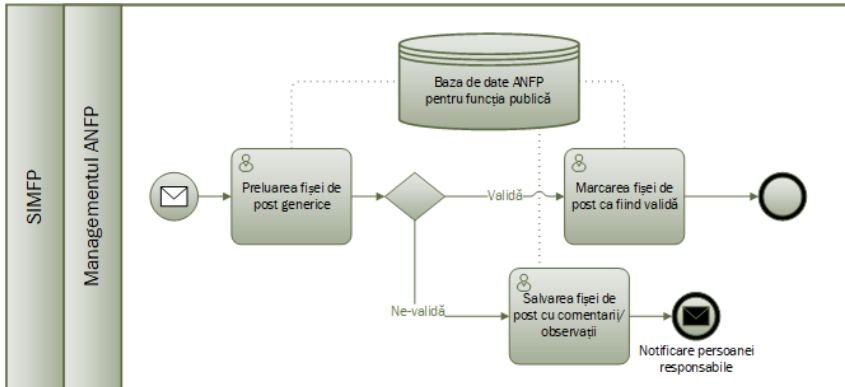 SIMFP
Managementul ANFP
Baza de date ANFP
pentru funcția publică
Preluarea fișei de
post generice
Validă
Marcarea fișei de
post ca fiind validă
Ne-validă
Salvarea fișei de
post cu comentarii/
observații
Notificare persoanei
responsabile